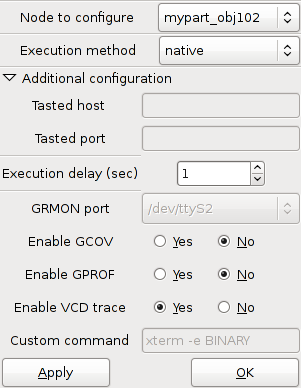 Node to configure mypart_obj102
Execution method native
Additional configuration
Tasted host
Tasted port
Execution delay (sec) 1
GRMON port /dev/ttyS2
Enable GCOV Yes No
Enable GPROF Yes No
Enable VCD trace Yes No
Custom command xterm -e BINARY
Apply OK